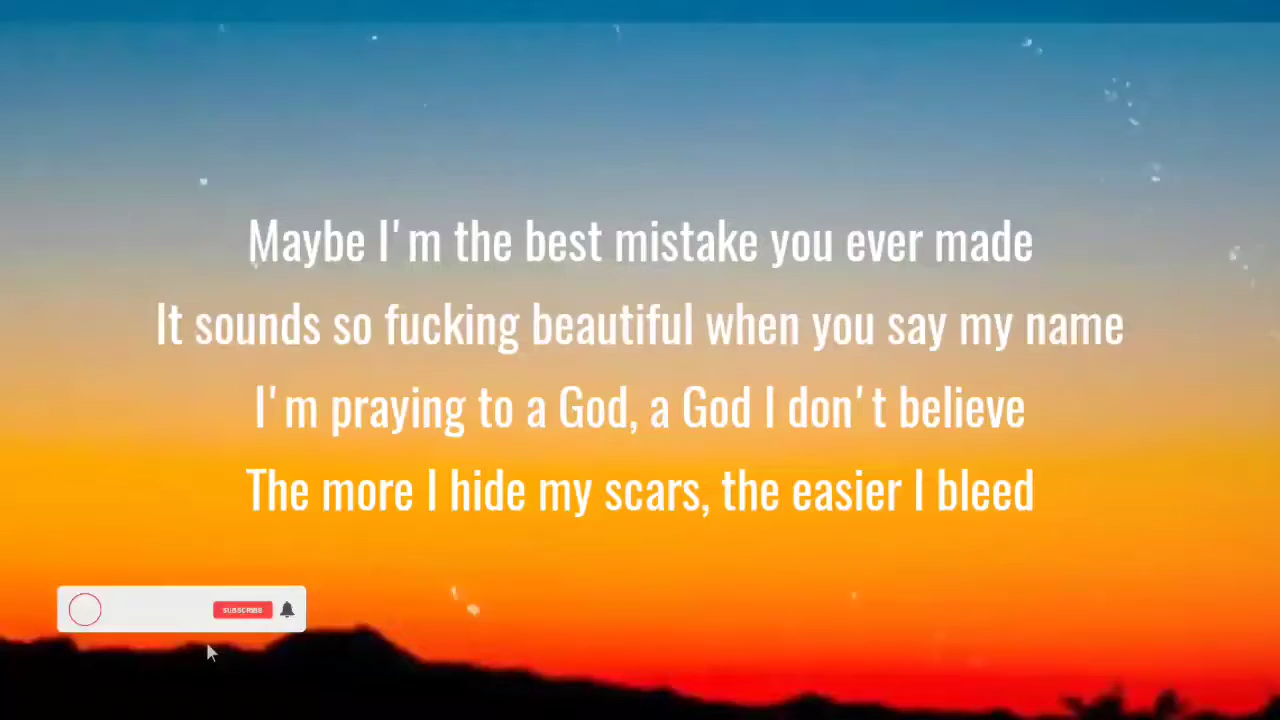 Maybe I'm the best mistake you ever made
It sounds so fucking beautiful when you say my name
I'm praying to a God, a God I don't believe
The more I hide my scars, the easier I bleed
SUBSCRIBE